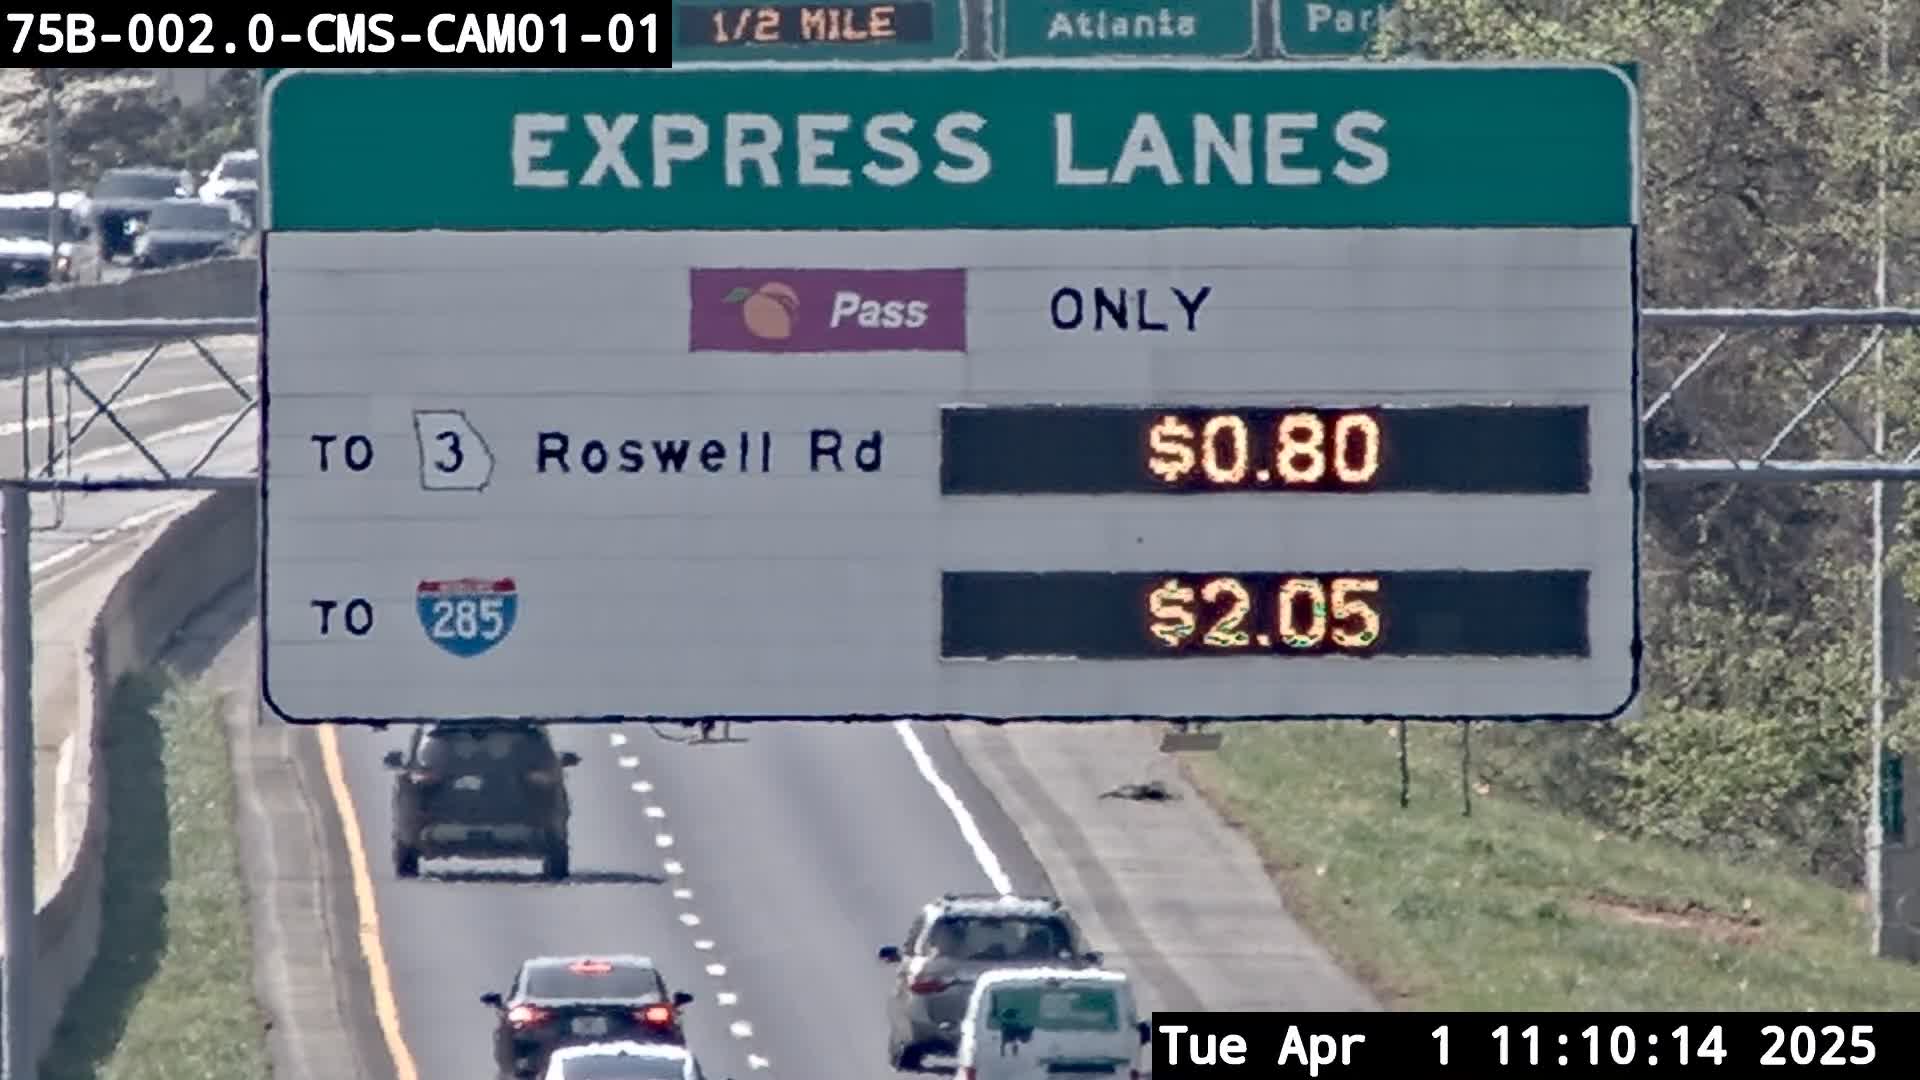 75B-002.0-CMS-CAM01-01
1/2 MILE
Atlanta
EXPRESS LANES
Pass ONLY
TO 3 Roswell Rd $0.80
TO 285 $2.05
Tue Apr 1 11:10:14 2025